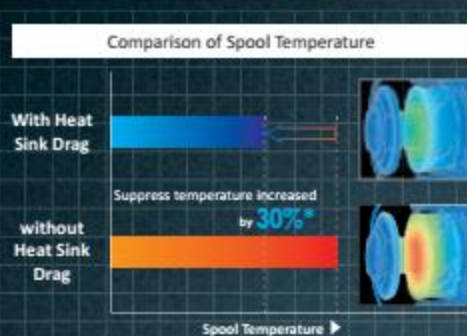 Comparison of Spool Temperature
With Heat
Sink Drag
Suppress temperature increased
by 30%*
without
Heat Sink
Drag
Spool Temperature ▶